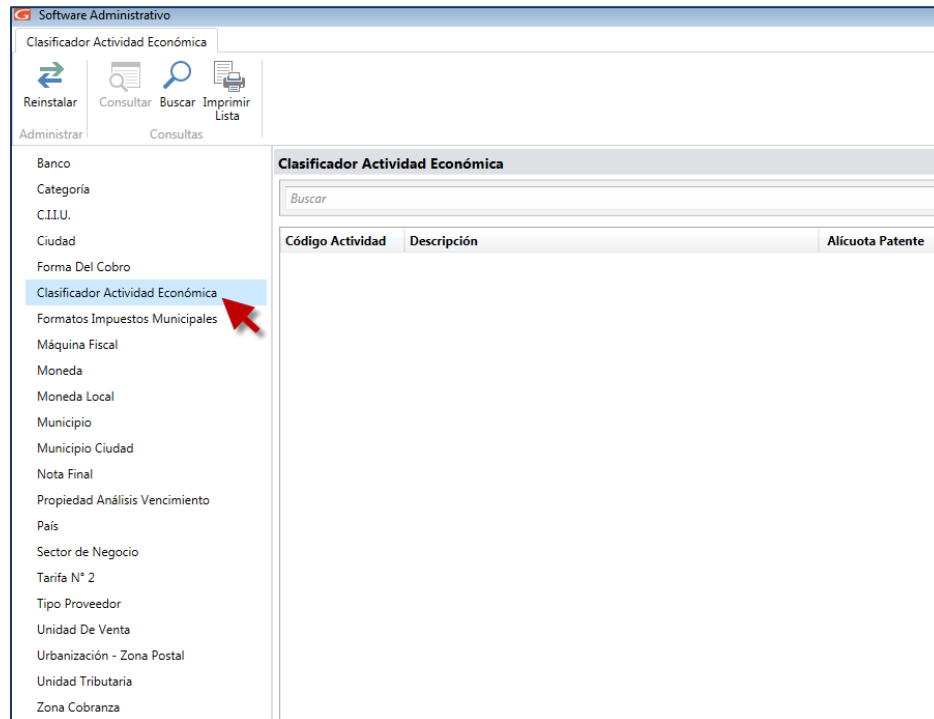 Software Administrativo
Clasificador Actividad Económica
Reinstalar
Consultar
Buscar
Imprimir
Lista
Administrar
Consultas
Banco
Categoría
C.I.I.U.
Ciudad
Forma Del Cobro
Clasificador Actividad Económica
Formatos Impuestos Municipales
Máquina Fiscal
Moneda
Moneda Local
Municipio
Municipio Ciudad
Nota Final
Propiedad Análisis Vencimiento
País
Sector de Negocio
Tarifa N° 2
Tipo Proveedor
Unidad De Venta
Urbanización - Zona Postal
Unidad Tributaria
Zona Cobranza
Clasificador Actividad Económica
Buscar
Código Actividad Descripción Alícuota Patente